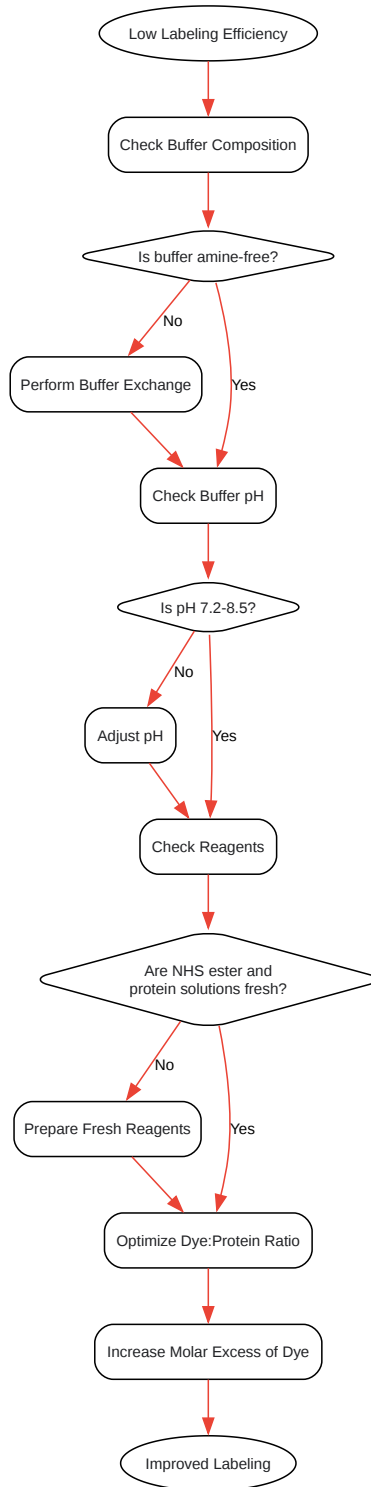 Low Labeling Efficiency
Check Buffer Composition
Is buffer amine-free?
No
Perform Buffer Exchange
Yes
Check Buffer pH
Is pH 7.2-8.5?
No
Adjust pH
Yes
Check Reagents
Are NHS ester and
protein solutions fresh?
No
Prepare Fresh Reagents
Yes
Optimize Dye:Protein Ratio
Increase Molar Excess of Dye
Improved Labeling